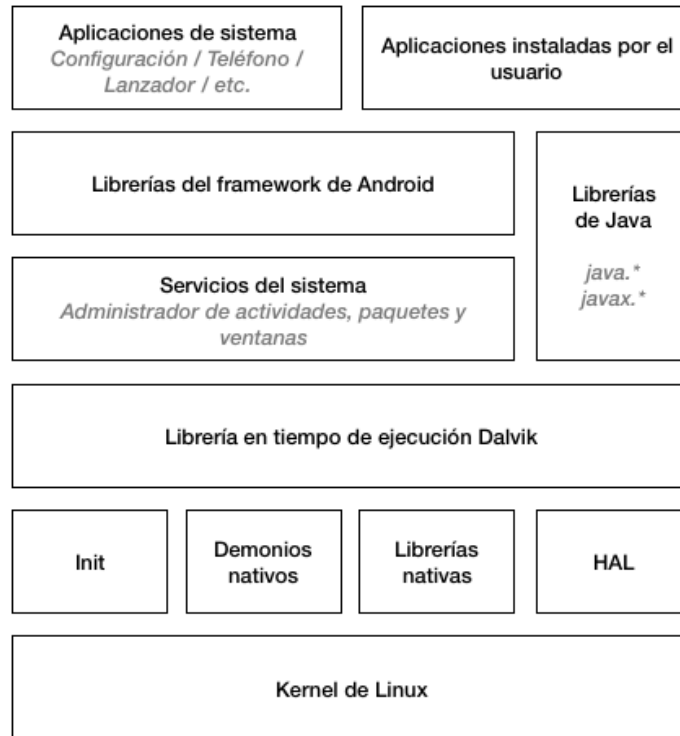 Aplicaciones de sistema
Configuración / Teléfono /
Lanzador / etc.
Aplicaciones instaladas por el
usuario
Librerías del framework de Android
Librerías
de Java
java.*
javax.*
Servicios del sistema
Administrador de actividades, paquetes y
ventanas
Librería en tiempo de ejecución Dalvik
Init
Demonios
nativos
Librerías
nativas
HAL
Kernel de Linux